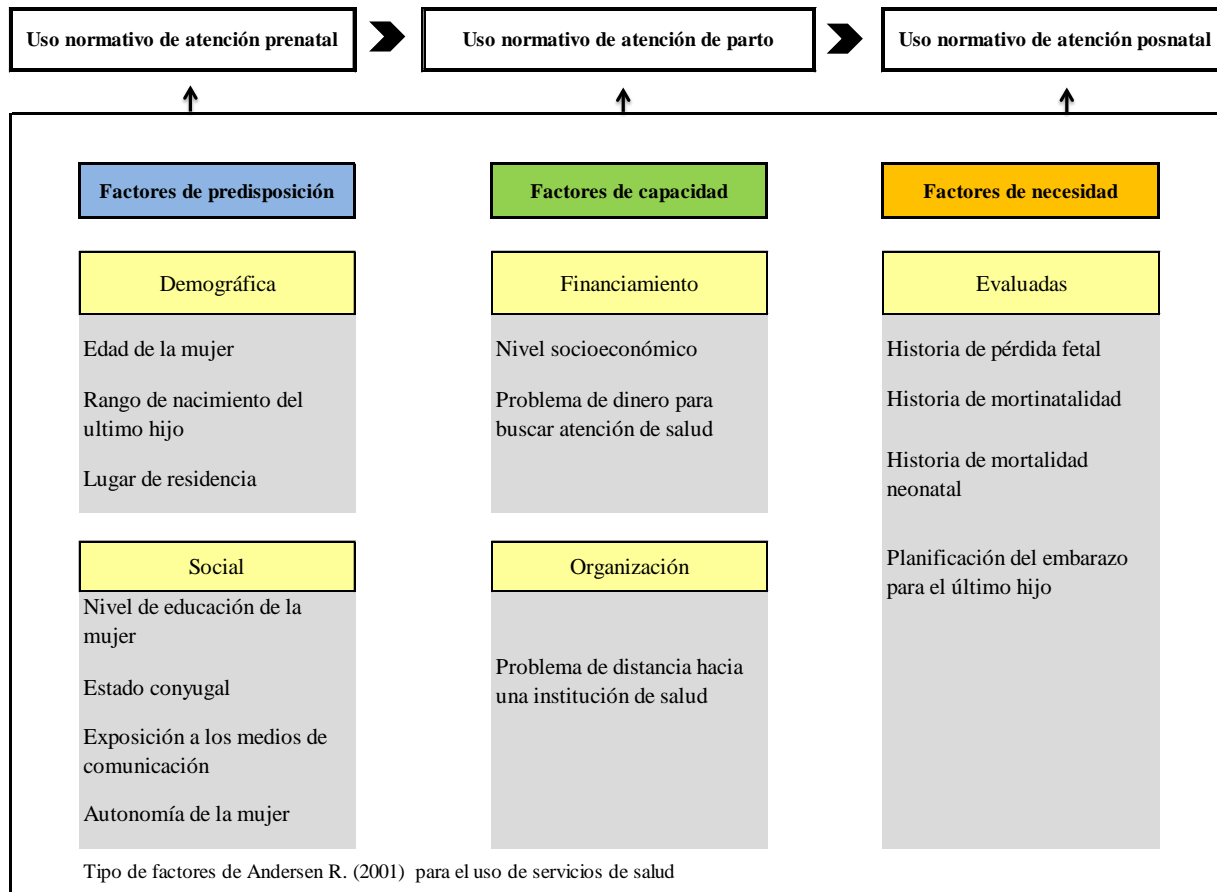 Uso normativo de atención prenatal
Uso normativo de atención de parto
Uso normativo de atención posnatal
Factores de predisposición
Factores de capacidad
Factores de necesidad
Demográfica
Edad de la mujer
Rango de nacimiento del
ultimo hijo
Lugar de residencia
Social
Nivel de educación de la
mujer
Estado conyugal
Exposición a los medios de
comunicación
Autonomía de la mujer
Financiamiento
Nivel socioeconómico
Problema de dinero para
buscar atención de salud
Organización
Problema de distancia hacia
una institución de salud
Evaluadas
Historia de pérdida fetal
Historia de mortinatalidad
Historia de mortalidad
neonatal
Planificación del embarazo
para el último hijo
Tipo de factores de Andersen R. (2001) para el uso de servicios de salud